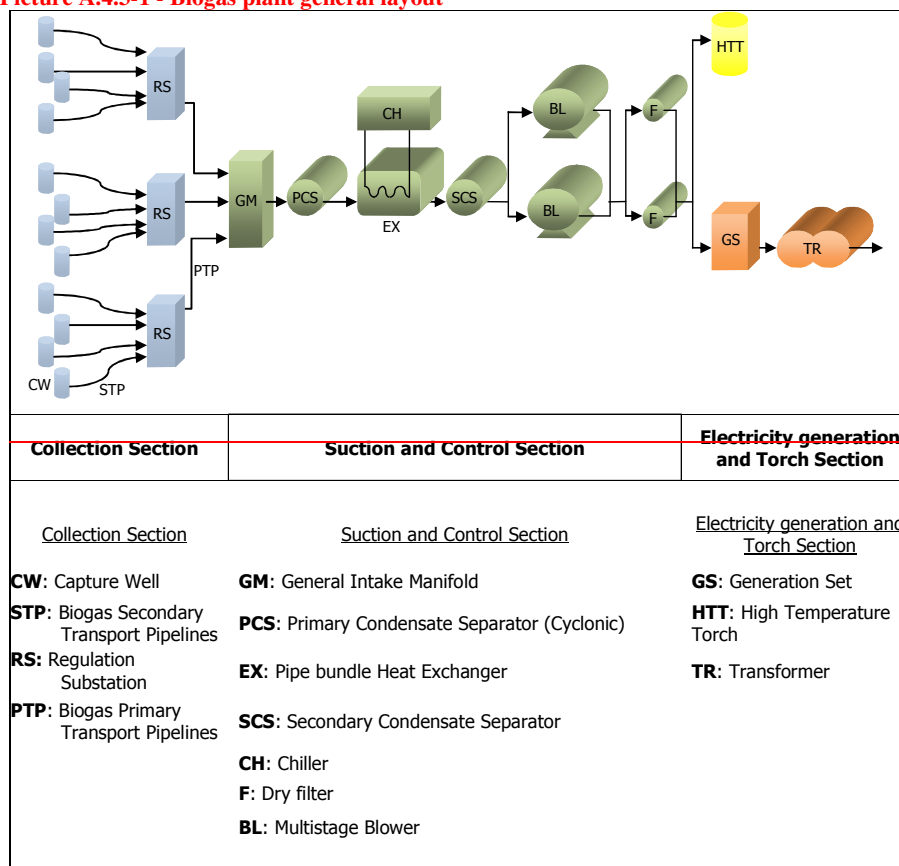 Picture A.4.3-1 - Biogas plant general layout
HTT
RS
CH
BL
F
RS
GM
PCS
EX
SCS
BL
F
GS
TR
PTP
RS
CW
STP
Collection Section
Suction and Control Section
Electricity generation
and Torch Section
Collection Section
CW: Capture Well
STP: Biogas Secondary
Transport Pipelines
RS: Regulation
Substation
PTP: Biogas Primary
Transport Pipelines
Suction and Control Section
GM: General Intake Manifold
PCS: Primary Condensate Separator (Cyclonic)
EX: Pipe bundle Heat Exchanger
SCS: Secondary Condensate Separator
CH: Chiller
F: Dry filter
BL: Multistage Blower
Electricity generation and
Torch Section
GS: Generation Set
HTT: High Temperature
Torch
TR: Transformer